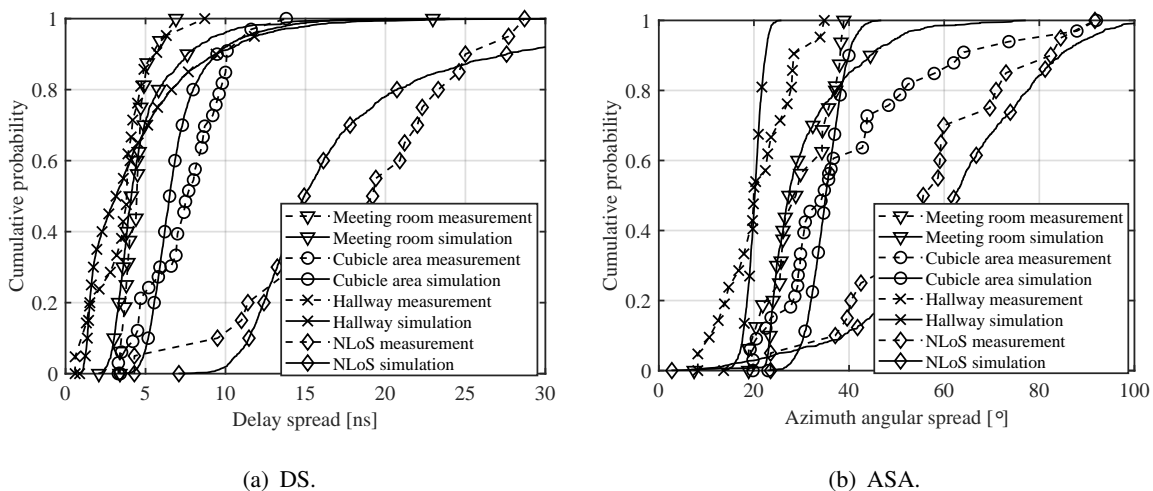 Cumulative probability
1
0.8
0.6
0.4
0.2
0
0 5 10 15 20 25 30
Delay spread [ns]
Meeting room measurement
Meeting room simulation
Cubicle area measurement
Cubicle area simulation
Hallway measurement
Hallway simulation
NLoS measurement
NLoS simulation
(a) DS.
Cumulative probability
1
0.8
0.6
0.4
0.2
0
0 20 40 60 80 100
Azimuth angular spread [°]
Meeting room measurement
Meeting room simulation
Cubicle area measurement
Cubicle area simulation
Hallway measurement
Hallway simulation
NLoS measurement
NLoS simulation
(b) ASA.